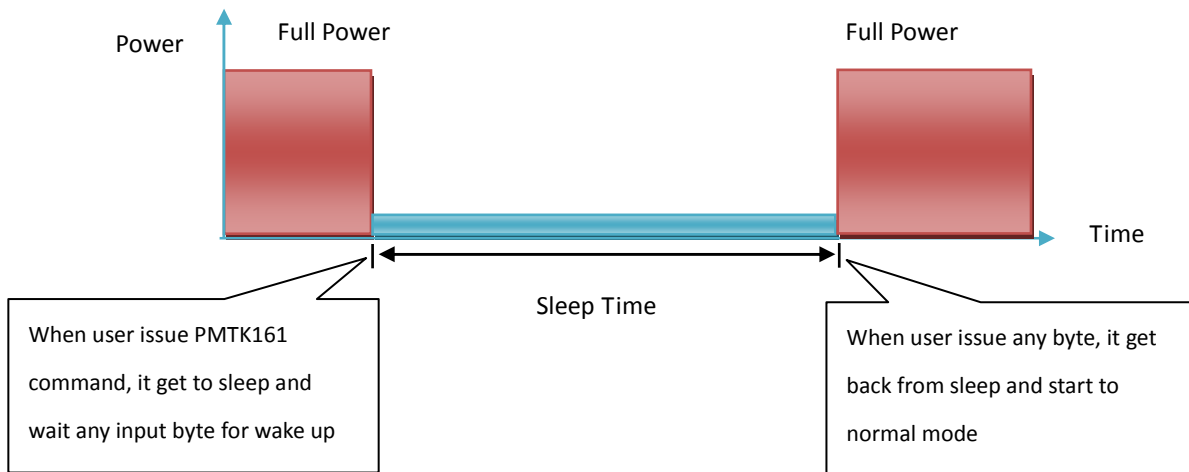 Full Power
Full Power
Power
Time
Sleep Time
When user issue PMTK161
command, it get to sleep and
wait any input byte for wake up
When user issue any byte, it get
back from sleep and start to
normal mode